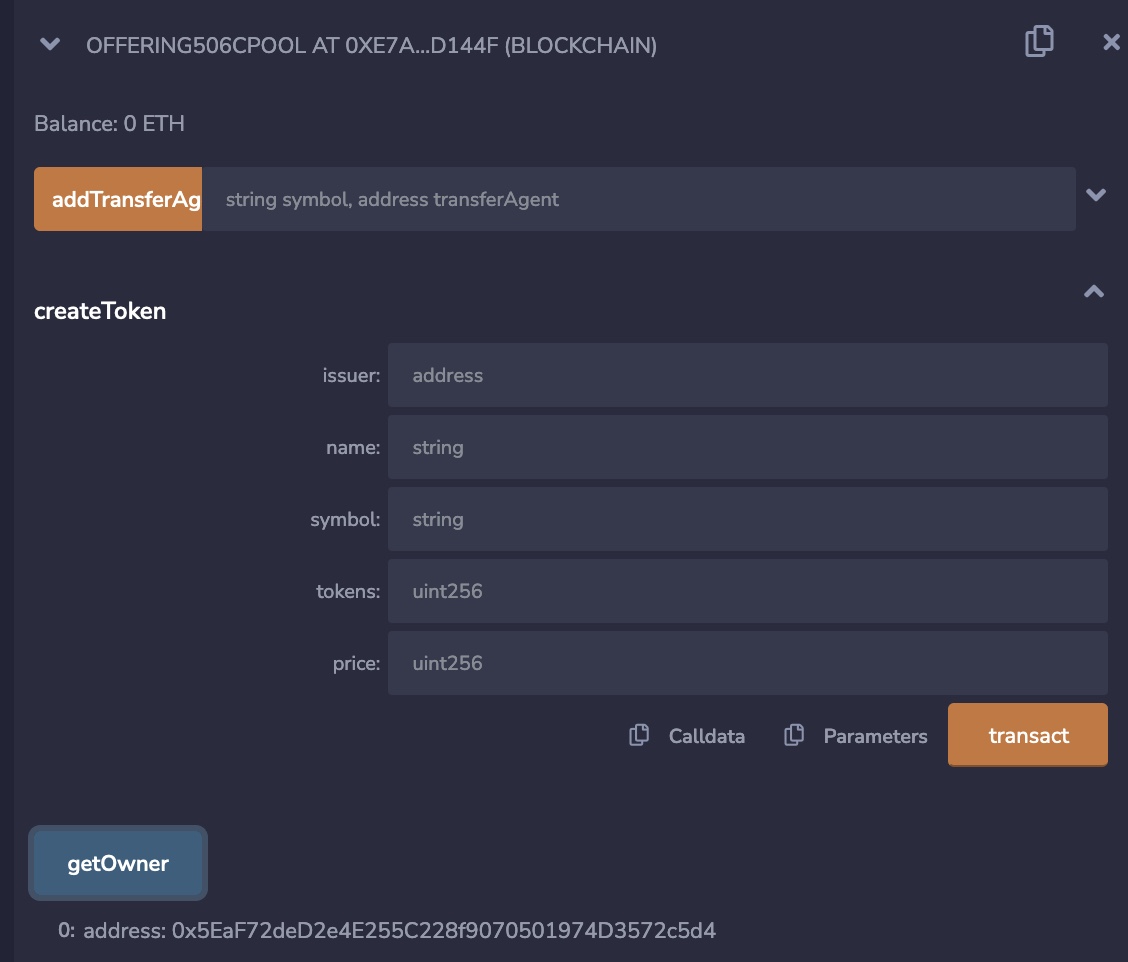 OFFERING506CPOOL AT 0XE7A...D144F (BLOCKCHAIN)
Balance: 0 ETH
addTransferAg string symbol, address transferAgent
createToken
issuer: address
name: string
symbol: string
tokens: uint256
price: uint256
Calldata Parameters transact
getOwner
0: address: 0x5EaF72deD2e4E255C228f9070501974D3572c5d4